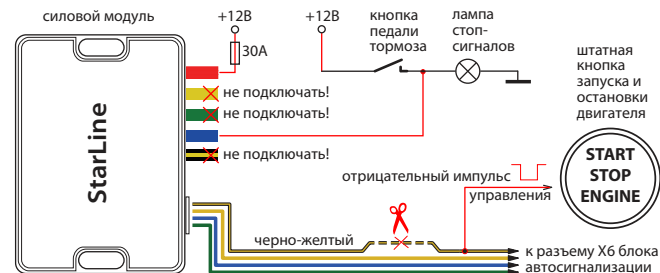 силовой модуль
+12В
30А
+12В
кнопка
педали
тормоза
лампа
стоп-
сигналов
штатная
кнопка
запуска и
остановки
двигателя
не подключать!
не подключать!
не подключать!
StarLine
START
STOP
ENGINE
отрицательный импульс
управления
черно-желтый
к разъему X6 блока
автосигнализации